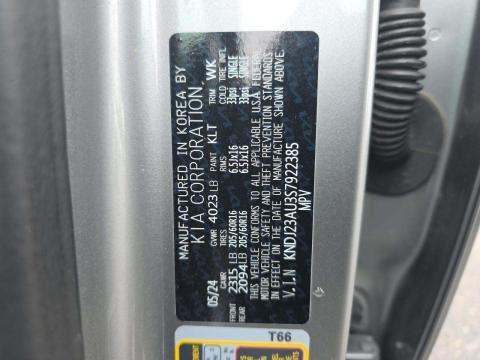 MANUFACTURED IN KOREA BY
KIA CORPORATION
05/24 GVWR 4023 LB PAINT KLT TRIM WK
GAWR TIRES COLD TIRE INFL
FRONT 2315 LB 205/60R16 6.5Jx16 33psi SINGLE
REAR 2094 LB 205/60R16 6.5Jx16 33psi SINGLE
THIS VEHICLE CONFORMS TO ALL APPLICABLE U.S.A FEDERAL
MOTOR VEHICLE SAFETY AND THEFT PREVENTION STANDARDS
IN EFFECT ON THE DATE OF MANUFACTURE SHOWN ABOVE.
V.I.N KNDJ23AU3S7922385
MPV
T66